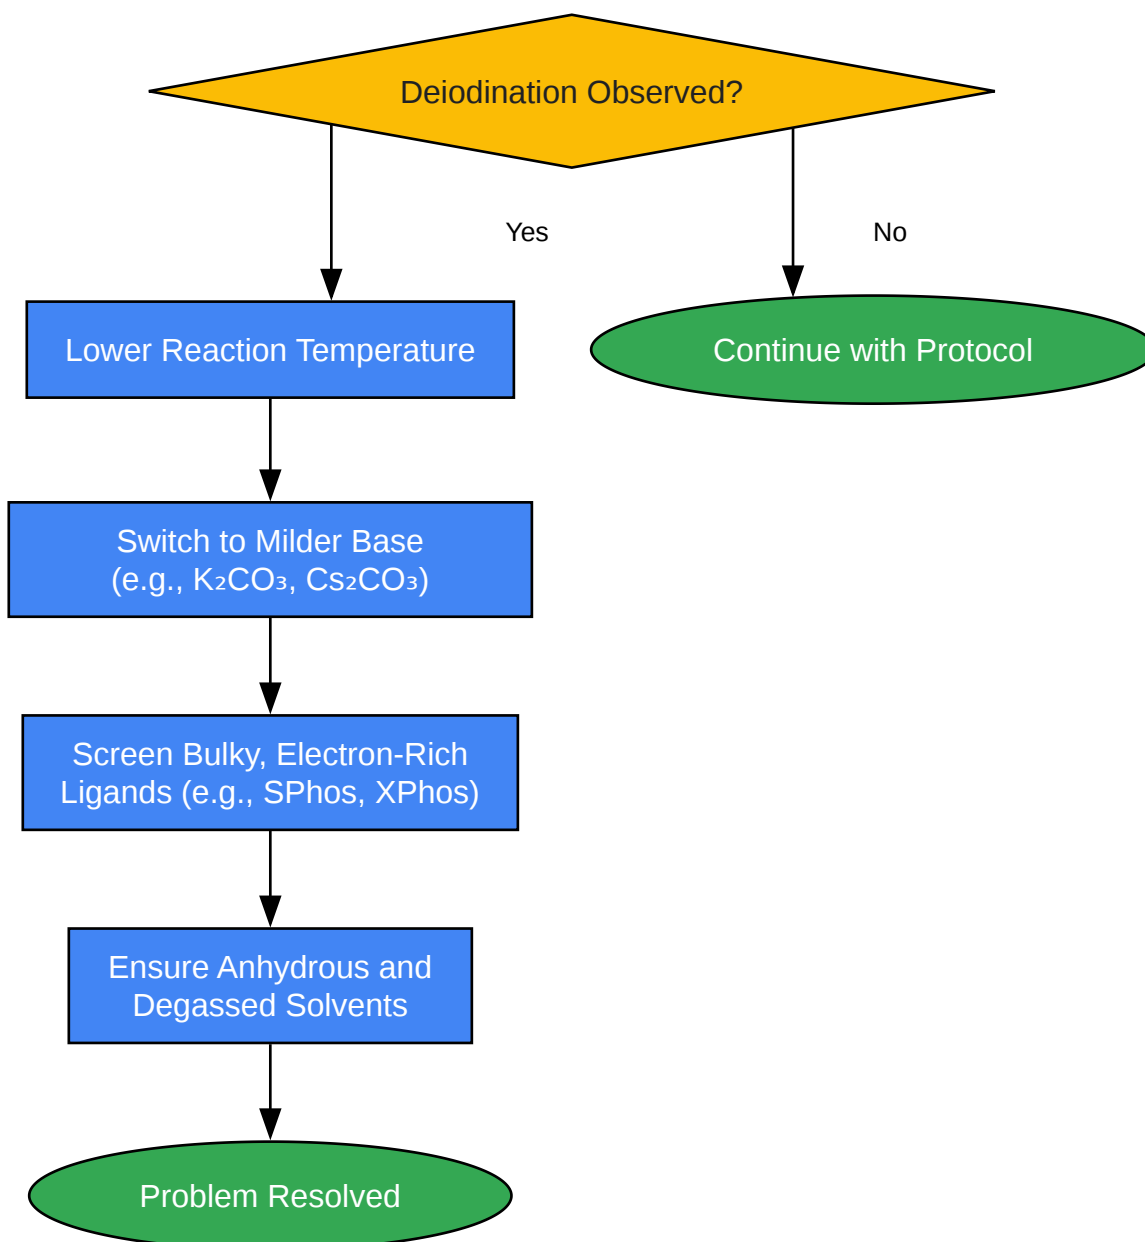 Deiodination Observed?
Yes
No
Lower Reaction Temperature
Continue with Protocol
Switch to Milder Base
(e.g., K₂CO₃, Cs₂CO₃)
Screen Bulky, Electron-Rich
Ligands (e.g., SPhos, XPhos)
Ensure Anhydrous and
Degassed Solvents
Problem Resolved